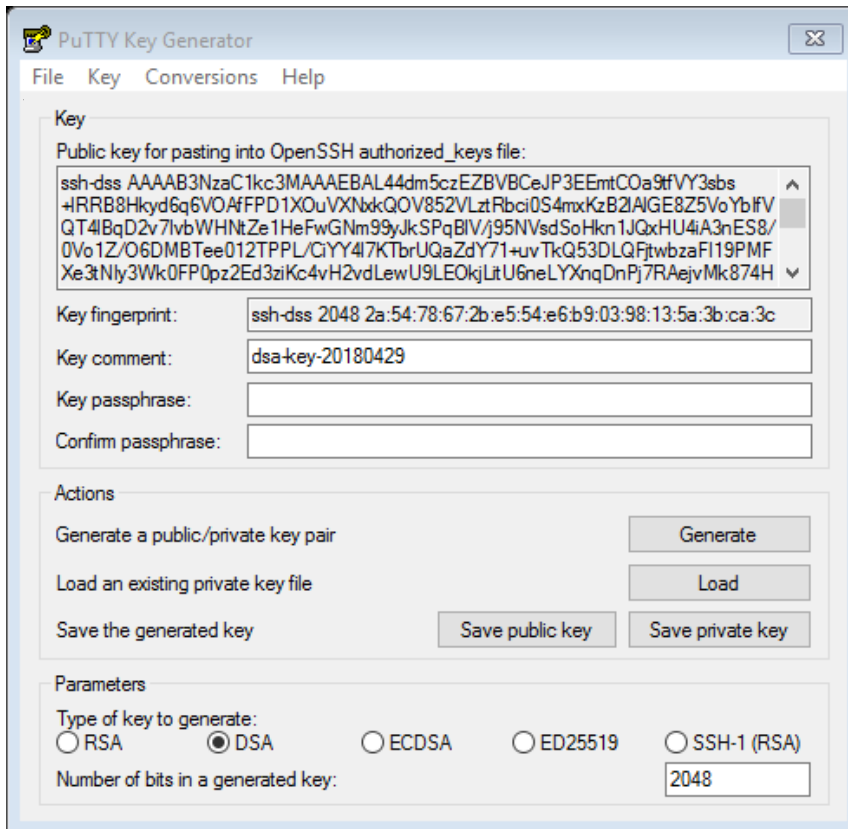 PuTTY Key Generator
File Key Conversions Help
Key
Public key for pasting into OpenSSH authorized_keys file:
ssh-dss AAAAB3NzaC1kc3MAAAEBAL44dm5czEZBVBCeJP3EEmtCOa9tfVY3sbs
+IRRB8Hkyd6q6VOAfFPD1XOuVXNxkQOV852VLztRbci0S4mxKzB2IAlGE8Z5VoYbIfV
QT4IBqD2v7IvbWHNtZe1HeFwGNm99yJkSPqBIV/j95NVsdSoHkn1JQxHU4iA3nES8/
0Vo1Z/O6DMBTee012TPPL/CiYY4I7KTbrUQaZdY71+uvTkQ53DLQFjtwbzaFI19PMF
Xe3tNIy3Wk0FP0pz2Ed3ziKc4vH2vdLewU9LEOkjLitU6neLYXnqDnPj7RAejvMk874H
Key fingerprint: ssh-dss 2048 2a:54:78:67:2b:e5:54:e6:b9:03:98:13:5a:3b:ca:3c
Key comment: dsa-key-20180429
Key passphrase:
Confirm passphrase:
Actions
Generate a public/private key pair Generate
Load an existing private key file Load
Save the generated key Save public key Save private key
Parameters
Type of key to generate:
RSA DSA ECDSA ED25519 SSH-1 (RSA)
Number of bits in a generated key: 2048